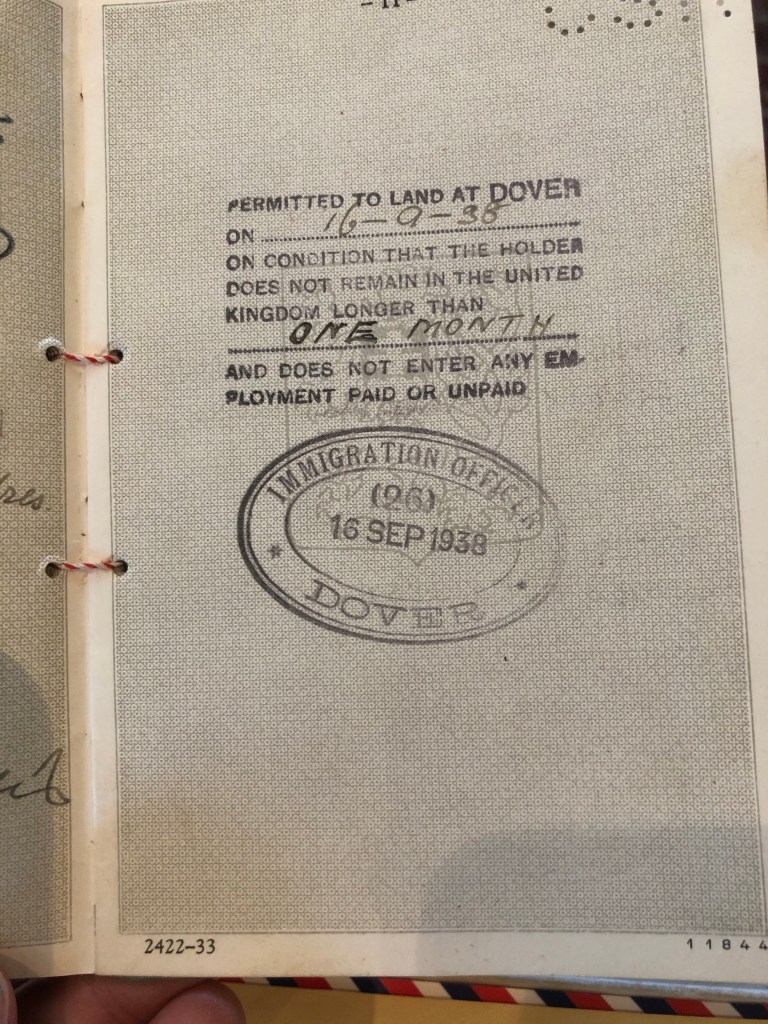 - 11 -
PERMITTED TO LAND AT DOVER
ON 16-9-38
ON CONDITION THAT THE HOLDER
DOES NOT REMAIN IN THE UNITED
KINGDOM LONGER THAN
ONE MONTH
AND DOES NOT ENTER ANY EM-
PLOYMENT PAID OR UNPAID
IMMIGRATION OFFICER
(26)
16 SEP 1938
* DOVER *
2422-33
11844